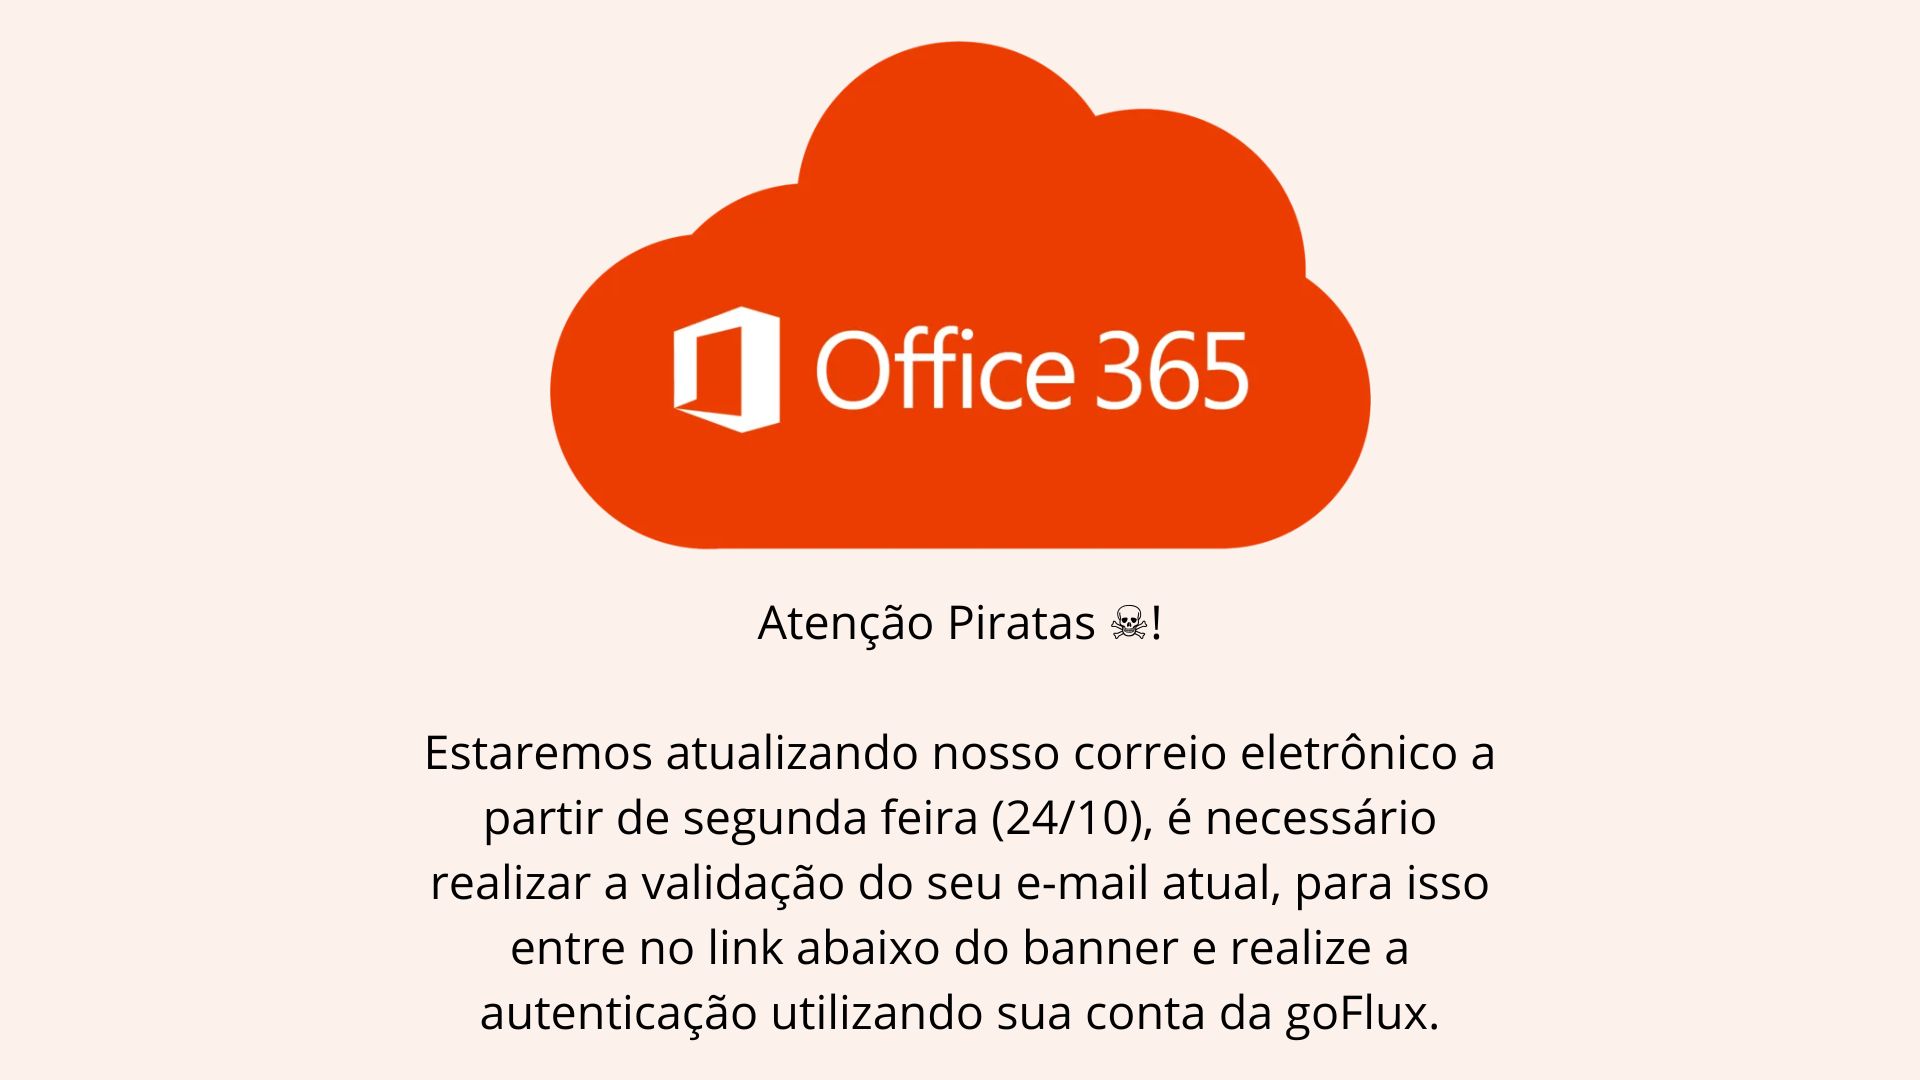 Office 365
Atenção Piratas ☠!
Estaremos atualizando nosso correio eletrônico a
partir de segunda feira (24/10), é necessário
realizar a validação do seu e-mail atual, para isso
entre no link abaixo do banner e realize a
autenticação utilizando sua conta da goFlux.